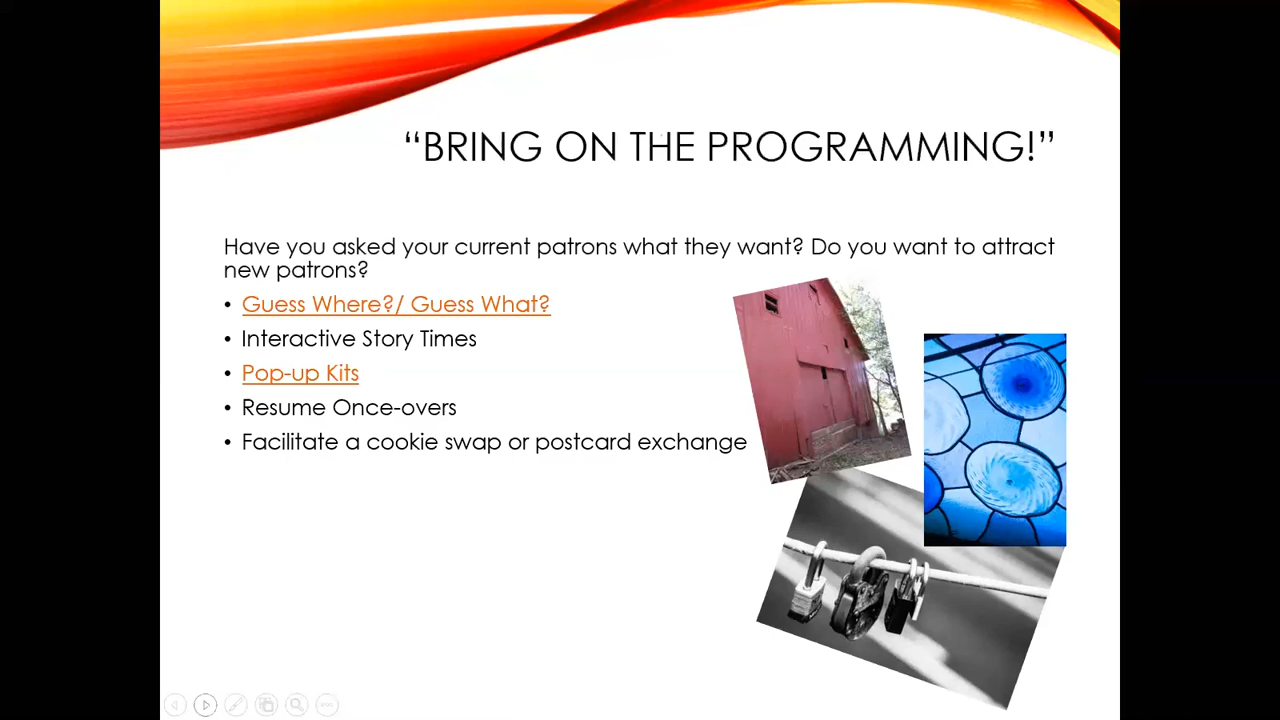 “BRING ON THE PROGRAMMING!”
Have you asked your current patrons what they want? Do you want to attract
new patrons?
• Guess Where?/ Guess What?
• Interactive Story Times
• Pop-up Kits
• Resume Once-overs
• Facilitate a cookie swap or postcard exchange